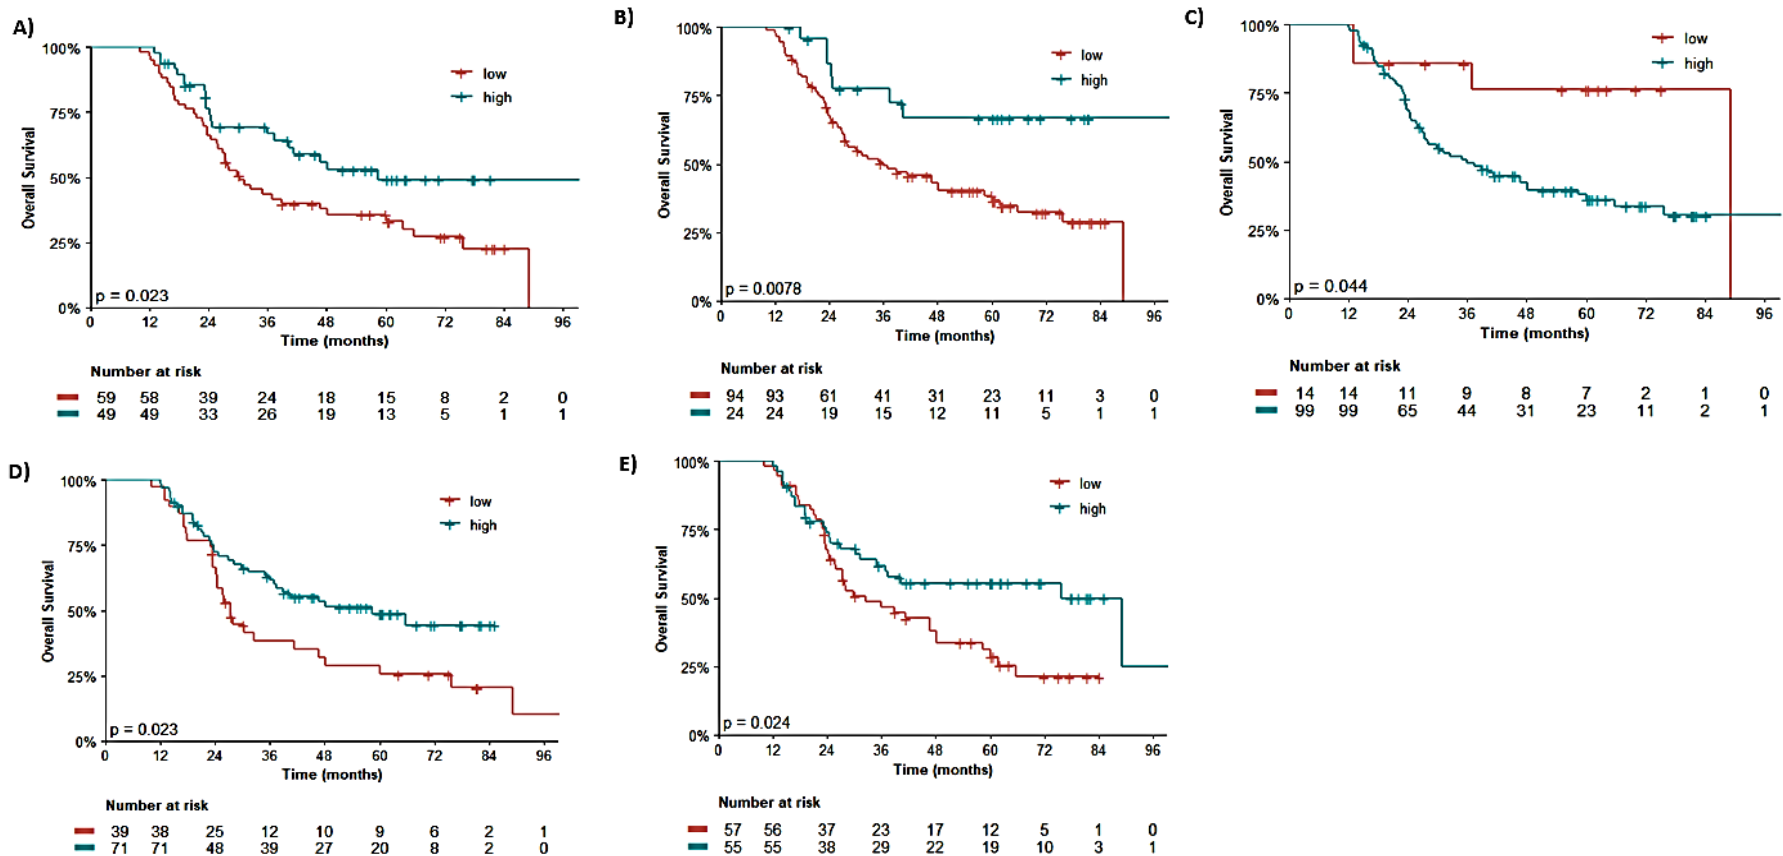 A)
100%
75%
50%
25%
0%
Overall Survival
low
high
p = 0.023
0 12 24 36 48 60 72 84 96
Time (months)
Number at risk
59 58 39 24 18 15 8 2 0
49 49 33 26 19 13 5 1 1
B)
100%
75%
50%
25%
0%
Overall Survival
low
high
p = 0.0078
0 12 24 36 48 60 72 84 96
Time (months)
Number at risk
94 93 61 41 31 23 11 3 0
24 24 19 15 12 11 5 1 1
C)
100%
75%
50%
25%
0%
Overall Survival
low
high
p = 0.044
0 12 24 36 48 60 72 84 96
Time (months)
Number at risk
14 14 11 9 8 7 2 1 0
99 99 65 44 31 23 11 2 1
D)
100%
75%
50%
25%
0%
Overall Survival
low
high
p = 0.023
0 12 24 36 48 60 72 84 96
Time (months)
Number at risk
39 38 25 12 10 9 6 2 1
71 71 48 39 27 20 8 2 0
E)
100%
75%
50%
25%
0%
Overall Survival
low
high
p = 0.024
0 12 24 36 48 60 72 84 96
Time (months)
Number at risk
57 56 37 23 17 12 5 1 0
55 55 38 29 22 19 10 3 1